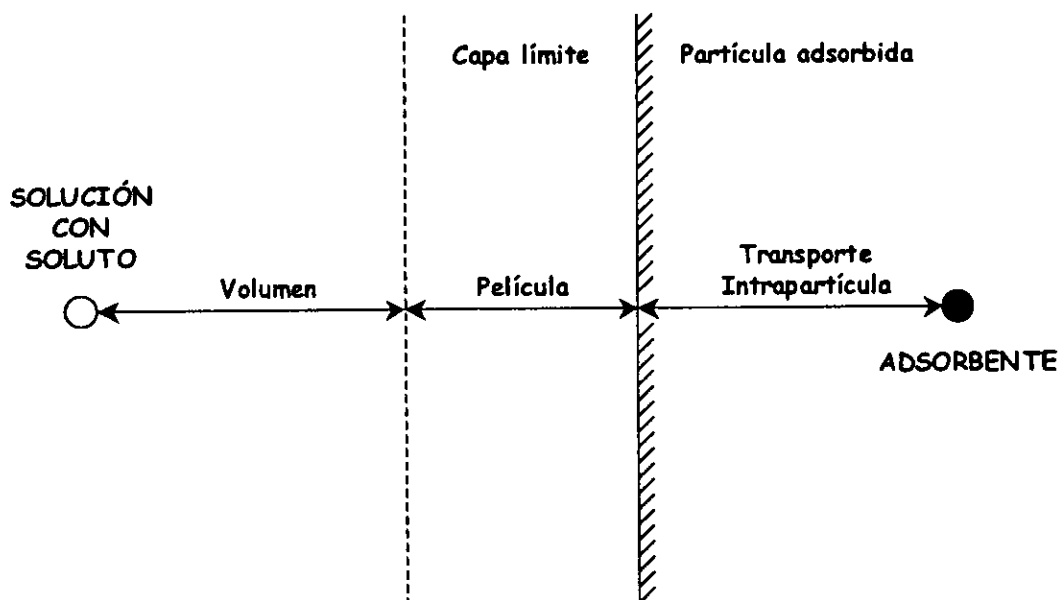 Capa límite
Partícula adsorbida
SOLUCIÓN
CON
SOLUTO
Volumen
Película
Transporte
Intrapartícula
ADSORBENTE